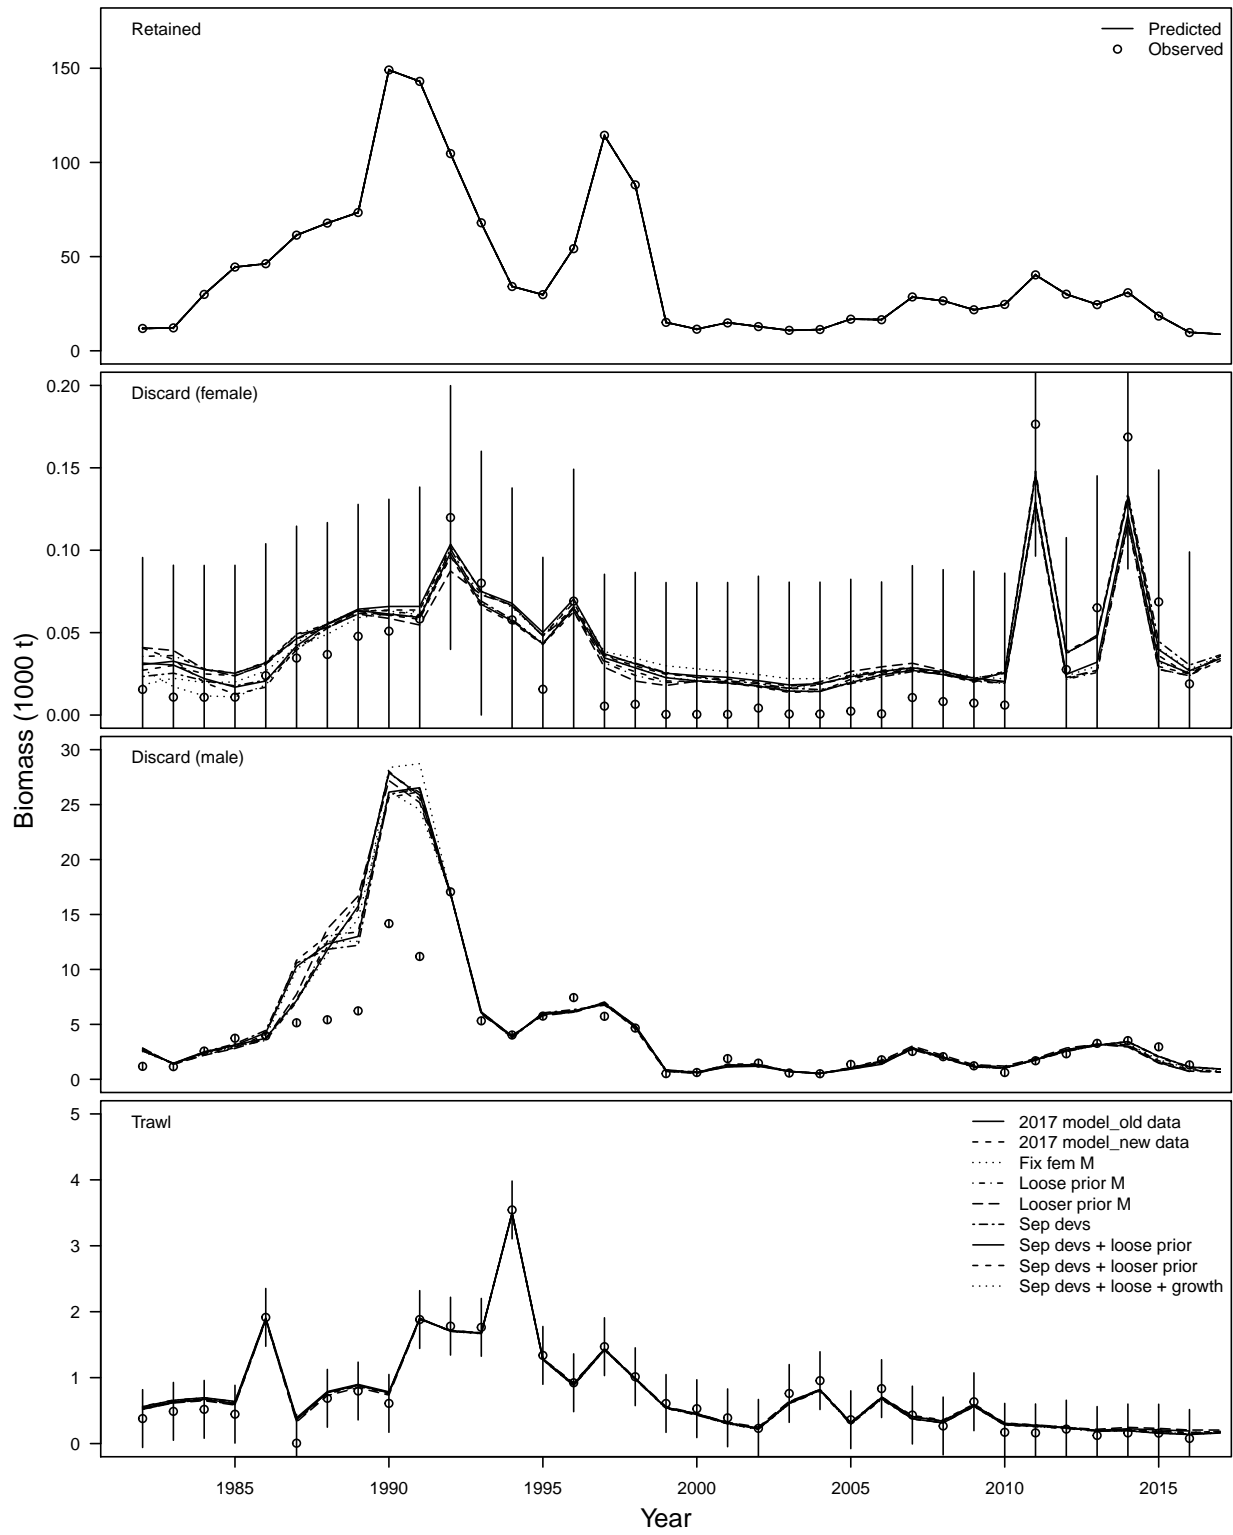 Retained
Predicted
Observed
150
100
50
0
Discard (female)
0.20
0.15
0.10
0.05
0.00
Discard (male)
30
25
20
15
10
5
0
Trawl
5
4
3
2
1
0
2017 model_old data
2017 model_new data
Fix fem M
Loose prior M
Looser prior M
Sep devs
Sep devs + loose prior
Sep devs + looser prior
Sep devs + loose + growth
1985 1990 1995 2000 2005 2010 2015
Year
Biomass (1000 t)